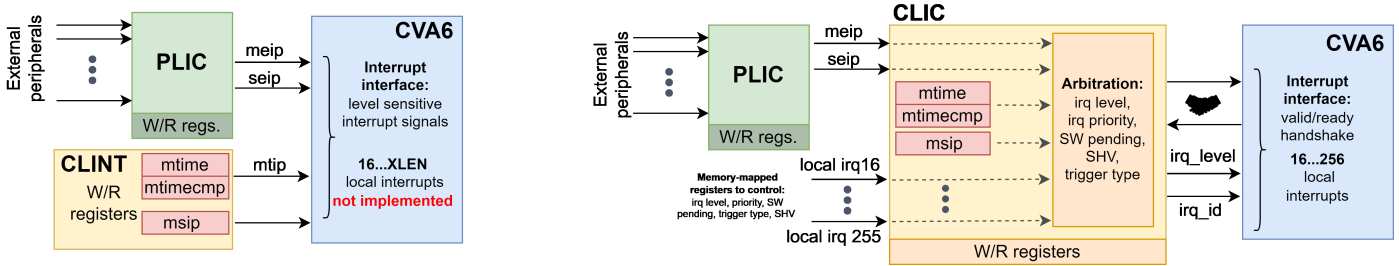 External
peripherals
PLIC
W/R regs.
meip
seip
CVA6
Interrupt
interface:
level sensitive
interrupt signals
16...XLEN
local interrupts
not implemented
CLINT
W/R
registers
mtime
mtimecmp
msip
mtip
External
peripherals
PLIC
W/R regs.
meip
seip
Memory-mapped
registers to control:
irq level, priority, SW
pending, trigger type, SHV
local irq16
local irq 255
CLIC
mtime
mtimecmp
msip
Arbitration:
irq level,
irq priority,
SW pending,
SHV,
trigger type
W/R registers
irq_level
irq_id
CVA6
Interrupt
interface:
valid/ready
handshake
16...256
local
interrupts